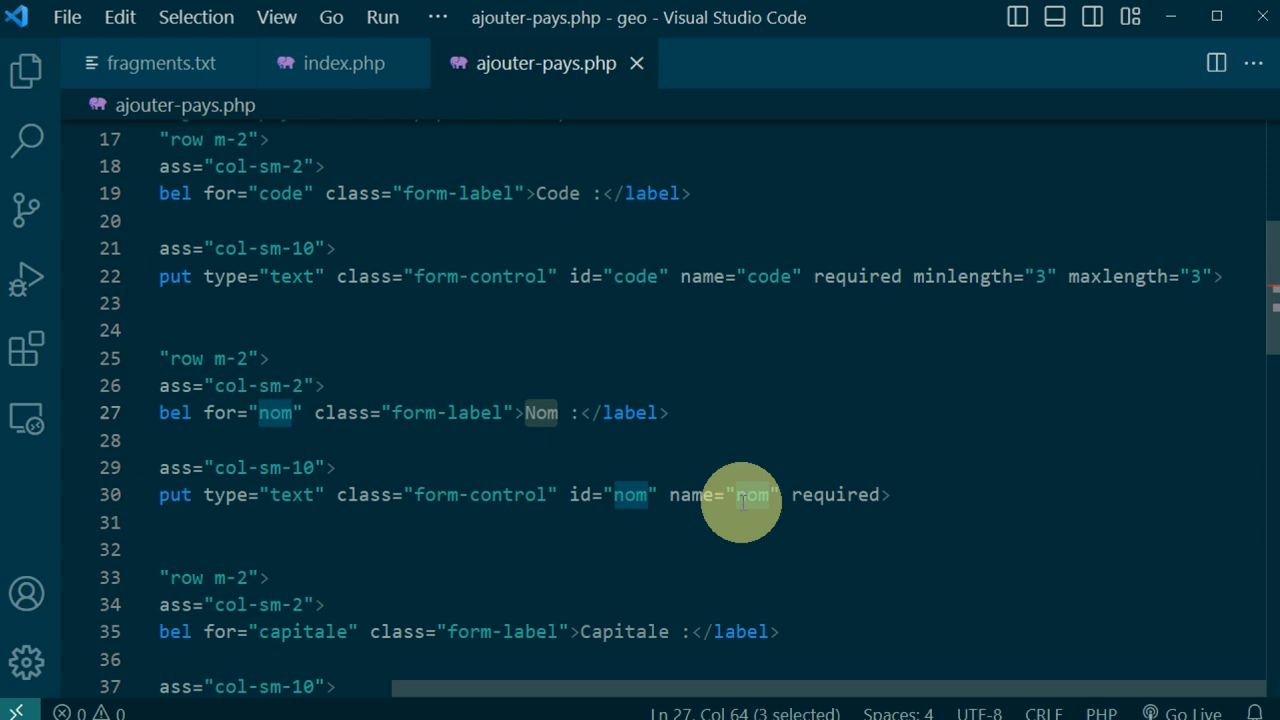 File Edit Selection View Go Run ··· ajouter-pays.php - geo - Visual Studio Code
fragments.txt index.php ajouter-pays.php
ajouter-pays.php
17 "row m-2">
18 ass="col-sm-2">
19 bel for="code" class="form-label">Code :</label>
20
21 ass="col-sm-10">
22 put type="text" class="form-control" id="code" name="code" required minlength="3" maxlength="3">
23
24
25 "row m-2">
26 ass="col-sm-2">
27 bel for="nom" class="form-label">Nom :</label>
28
29 ass="col-sm-10">
30 put type="text" class="form-control" id="nom" name="nom" required>
31
32
33 "row m-2">
34 ass="col-sm-2">
35 bel for="capitale" class="form-label">Capitale :</label>
36
37 ass="col-sm-10">
0 0 Ln 27, Col 64 (3 selected) Spaces: 4 UTF-8 CRLF PHP Go Live